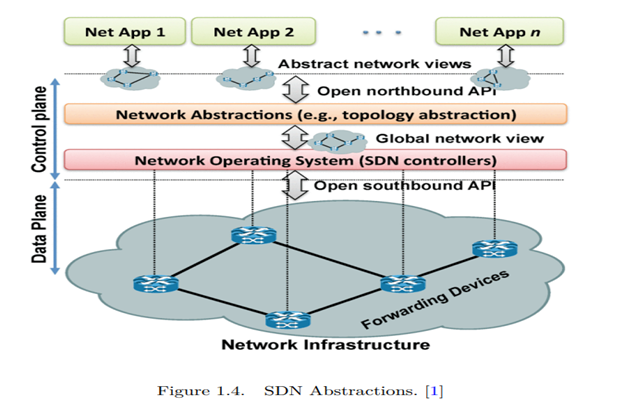 Net App 1
Net App 2
Net App n
Abstract network views
Open northbound API
Network Abstractions (e.g., topology abstraction)
Global network view
Network Operating System (SDN controllers)
Open southbound API
Control plane
Data Plane
Forwarding Devices
Network Infrastructure
Figure 1.4. SDN Abstractions. [1]